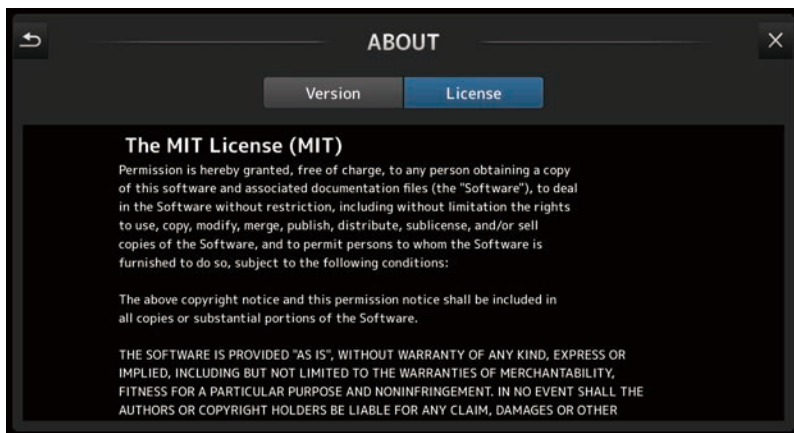 ABOUT
Version
License
The MIT License (MIT)
Permission is hereby granted, free of charge, to any person obtaining a copy
of this software and associated documentation files (the "Software"), to deal
in the Software without restriction, including without limitation the rights
to use, copy, modify, merge, publish, distribute, sublicense, and/or sell
copies of the Software, and to permit persons to whom the Software is
furnished to do so, subject to the following conditions:
The above copyright notice and this permission notice shall be included in
all copies or substantial portions of the Software.
THE SOFTWARE IS PROVIDED "AS IS", WITHOUT WARRANTY OF ANY KIND, EXPRESS OR
IMPLIED, INCLUDING BUT NOT LIMITED TO THE WARRANTIES OF MERCHANTABILITY,
FITNESS FOR A PARTICULAR PURPOSE AND NONINFRINGEMENT. IN NO EVENT SHALL THE
AUTHORS OR COPYRIGHT HOLDERS BE LIABLE FOR ANY CLAIM, DAMAGES OR OTHER